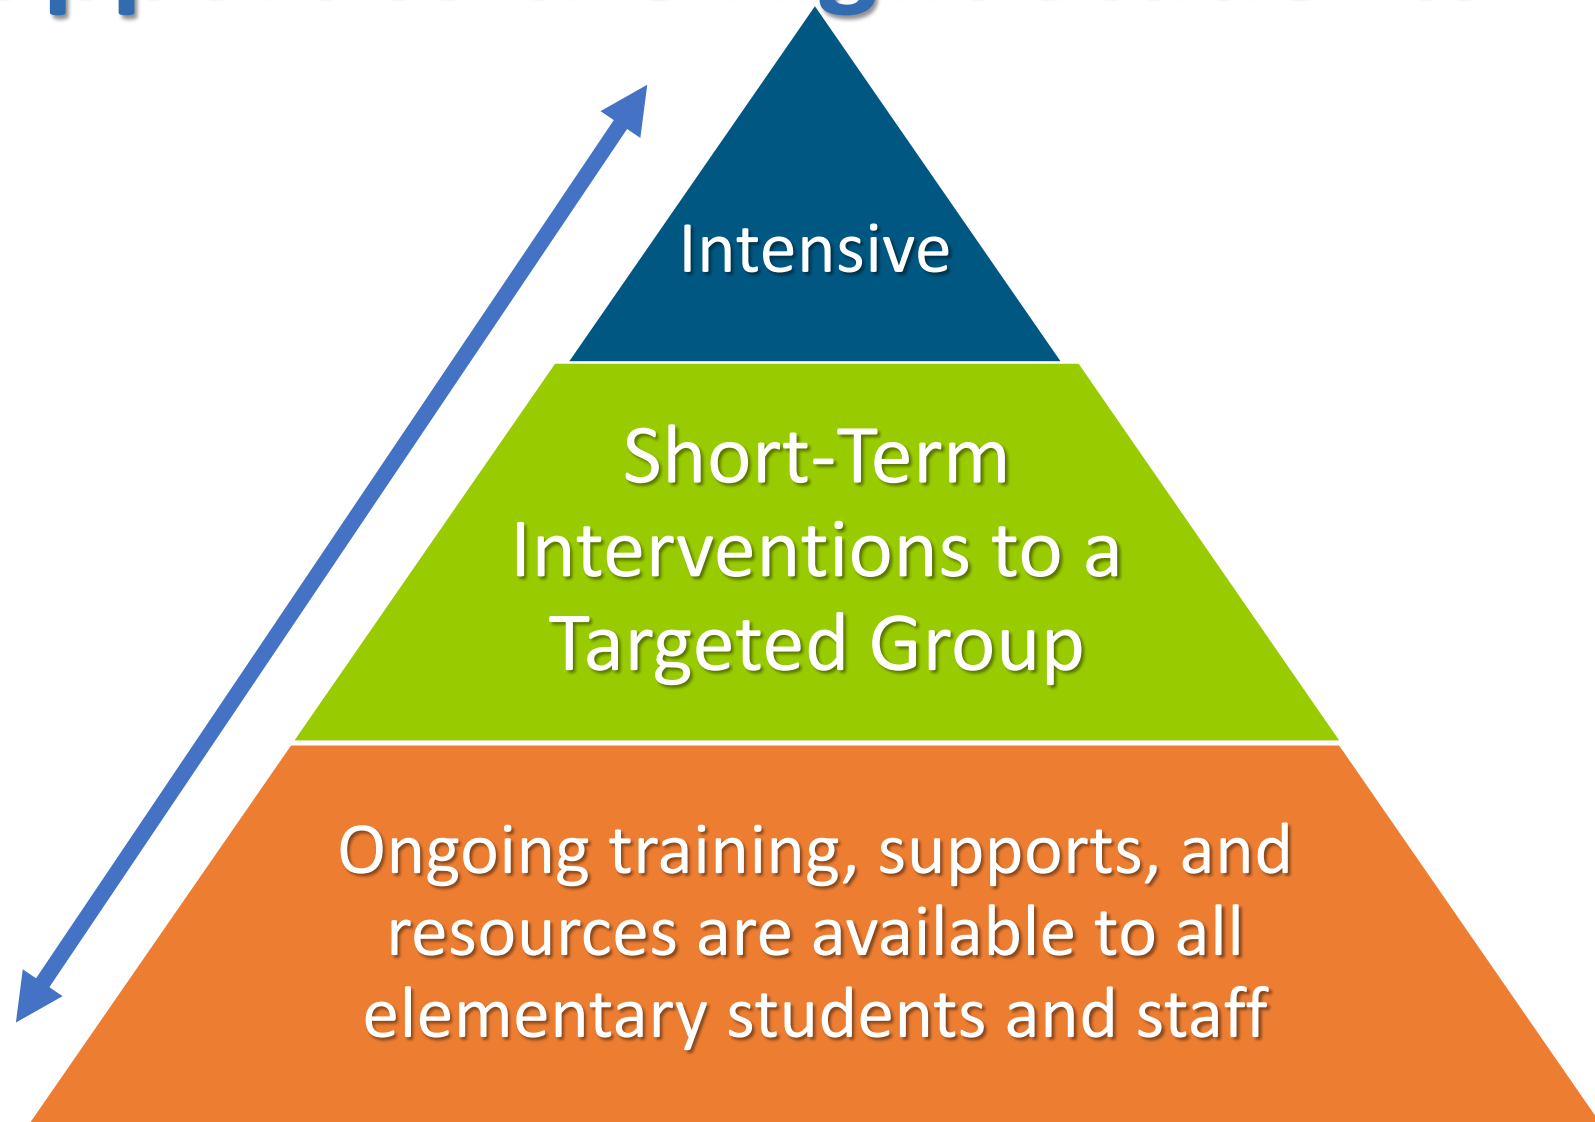 Intensive
Short-Term
Interventions to a
Targeted Group
Ongoing training, supports, and
resources are available to all
elementary students and staff